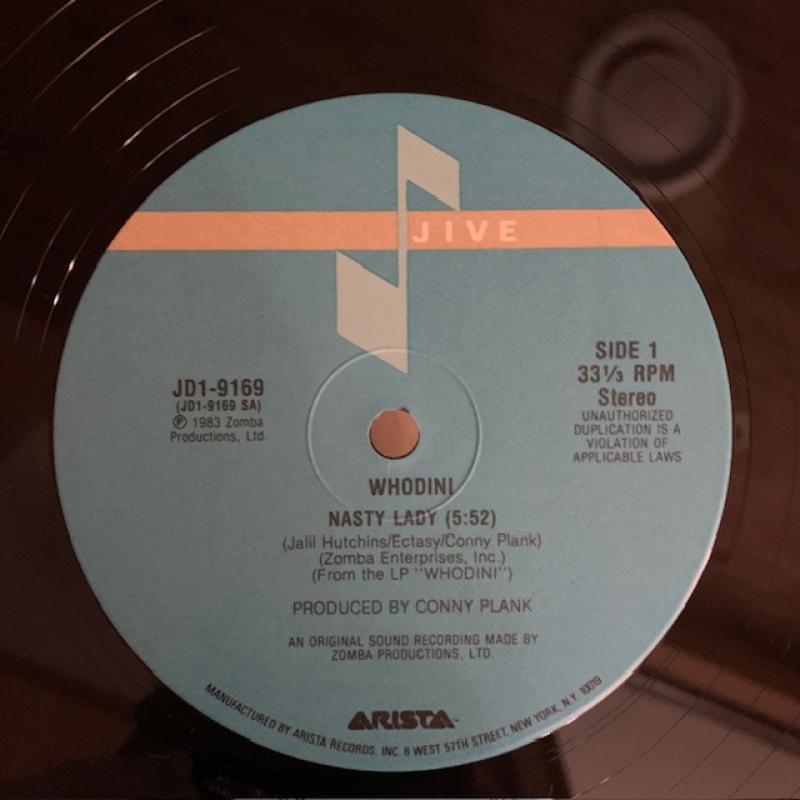 JIVE
JD1-9169
(JD1-9169 SA)
℗ 1983 Zomba
Productions, Ltd.
SIDE 1
33⅓ RPM
Stereo
UNAUTHORIZED
DUPLICATION IS A
VIOLATION OF
APPLICABLE LAWS
WHODINI
NASTY LADY (5:52)
(Jalil Hutchins/Ectasy/Conny Plank)
(Zomba Enterprises, Inc.)
(From the LP "WHODINI")
PRODUCED BY CONNY PLANK
AN ORIGINAL SOUND RECORDING MADE BY
ZOMBA PRODUCTIONS, LTD.
ARISTA
MANUFACTURED BY ARISTA RECORDS, INC. 6 WEST 57TH STREET, NEW YORK, N.Y. 10019